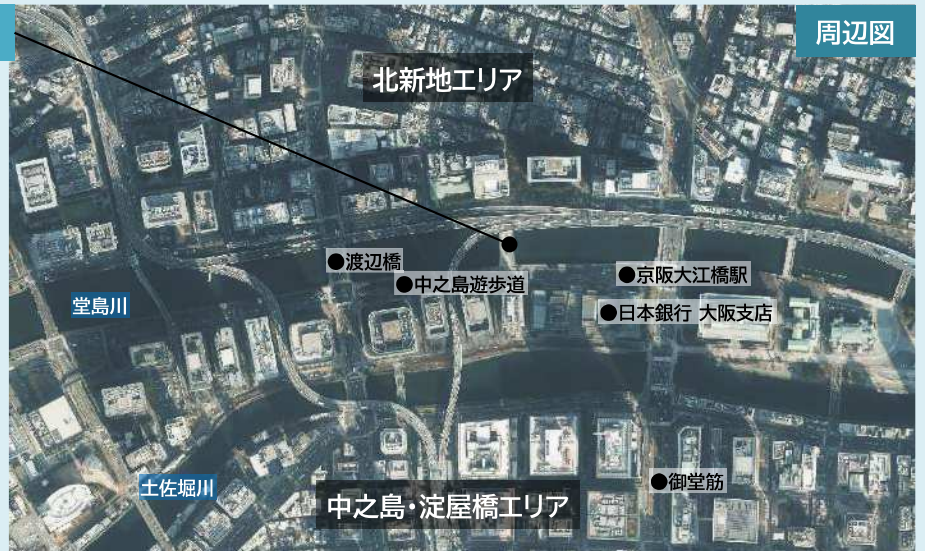 周辺図
北新地エリア
●渡辺橋
●中之島遊歩道
●京阪大江橋駅
堂島川
●日本銀行 大阪支店
●御堂筋
土佐堀川
中之島・淀屋橋エリア